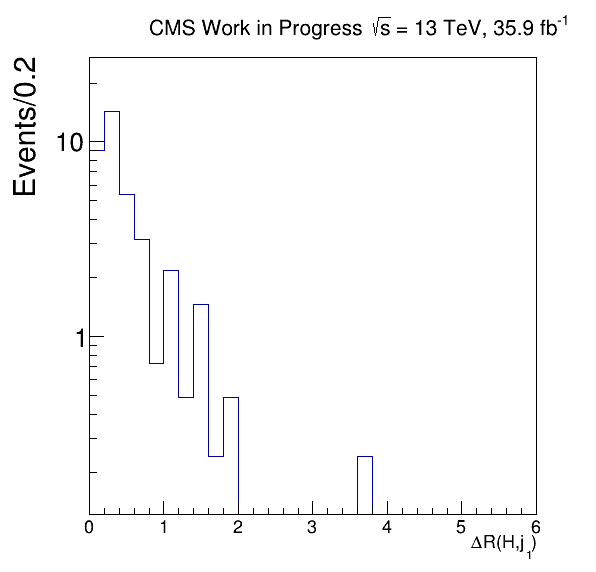 CMS Work in Progress √s = 13 TeV, 35.9 fb⁻¹
Events/0.2
10
1
0 1 2 3 4 5 6
ΔR(H,j₁)